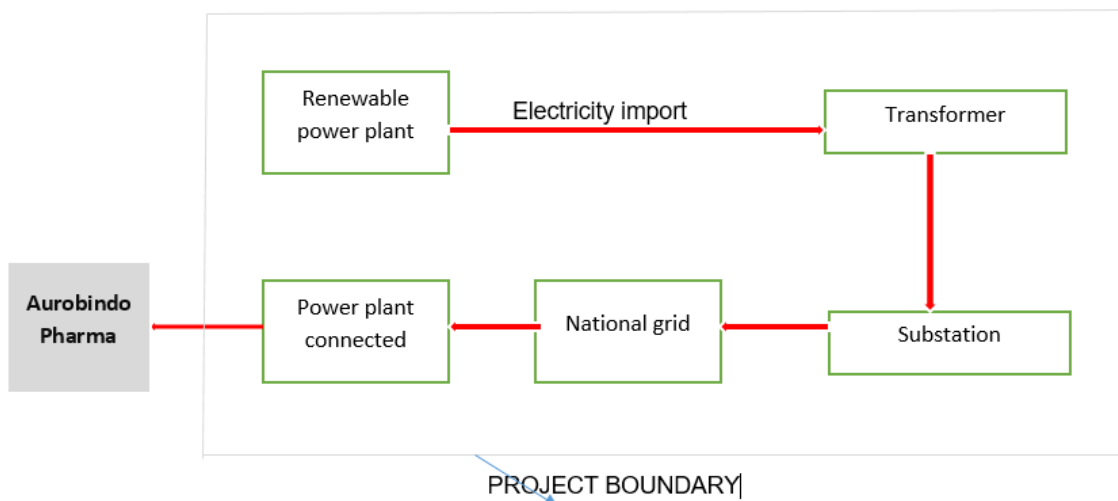 Renewable
power plant
Electricity import
Transformer
Aurobindo
Pharma
Power plant
connected
National grid
Substation
PROJECT BOUNDARY